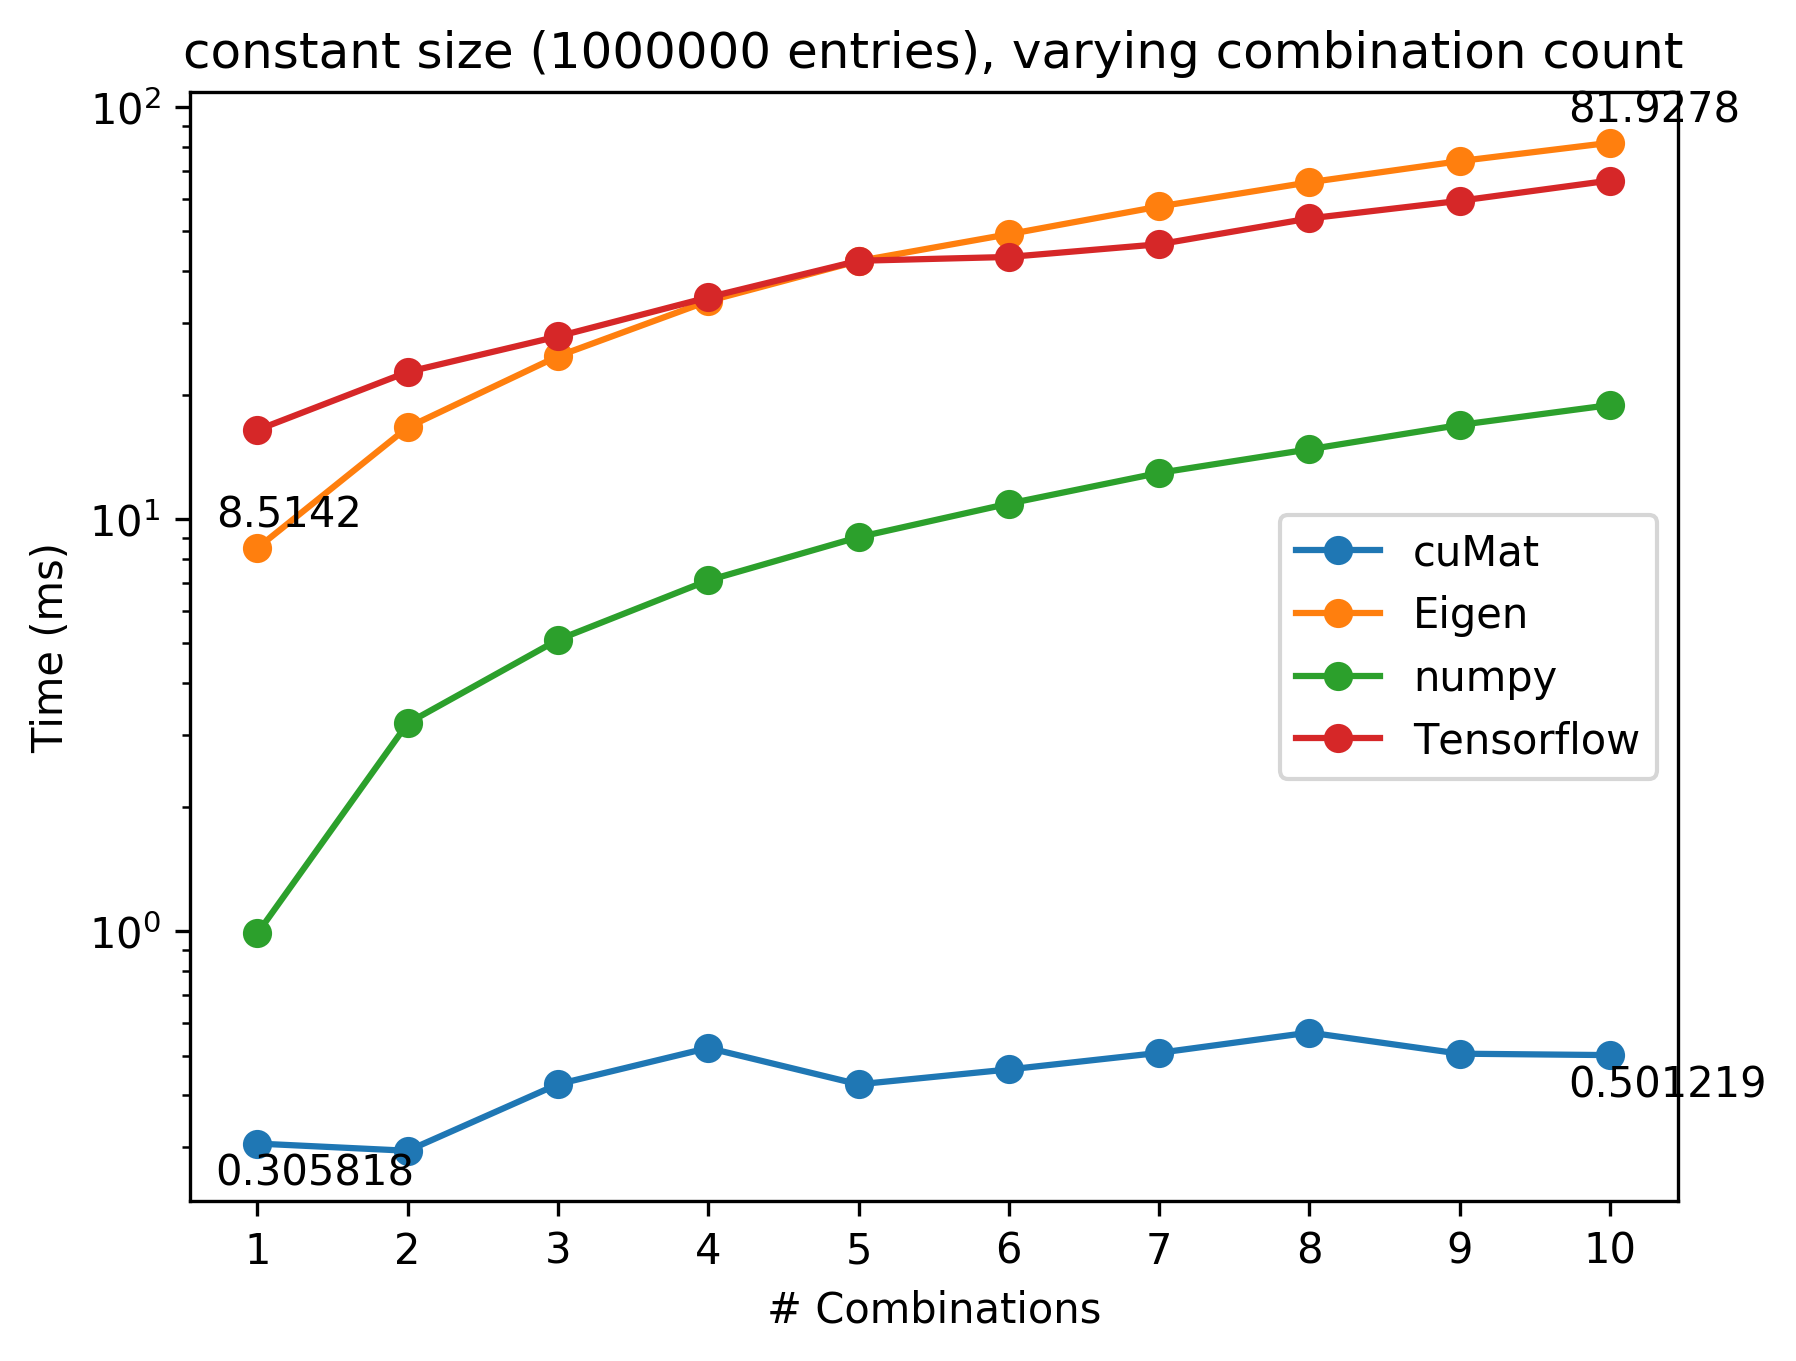 constant size (1000000 entries), varying combination count
10²
81.9278
8.5142
10¹
cuMat
Eigen
numpy
Tensorflow
Time (ms)
10⁰
0.501219
0.305818
1 2 3 4 5 6 7 8 9 10
# Combinations